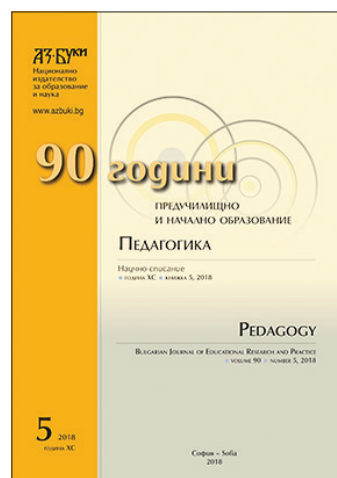 АЗ·БУКИ
Национално
издателство
за образование
и наука
www.azbuki.bg
90 години
ПРЕДУЧИЛИЩНО
И НАЧАЛНО ОБРАЗОВАНИЕ
ПЕДАГОГИКА
Научно списание
година XC книжка 5, 2018
PEDAGOGY
BULGARIAN JOURNAL OF EDUCATIONAL RESEARCH AND PRACTICE
VOLUME 90 NUMBER 5, 2018
5 2018
година XC
София – Sofia
2018